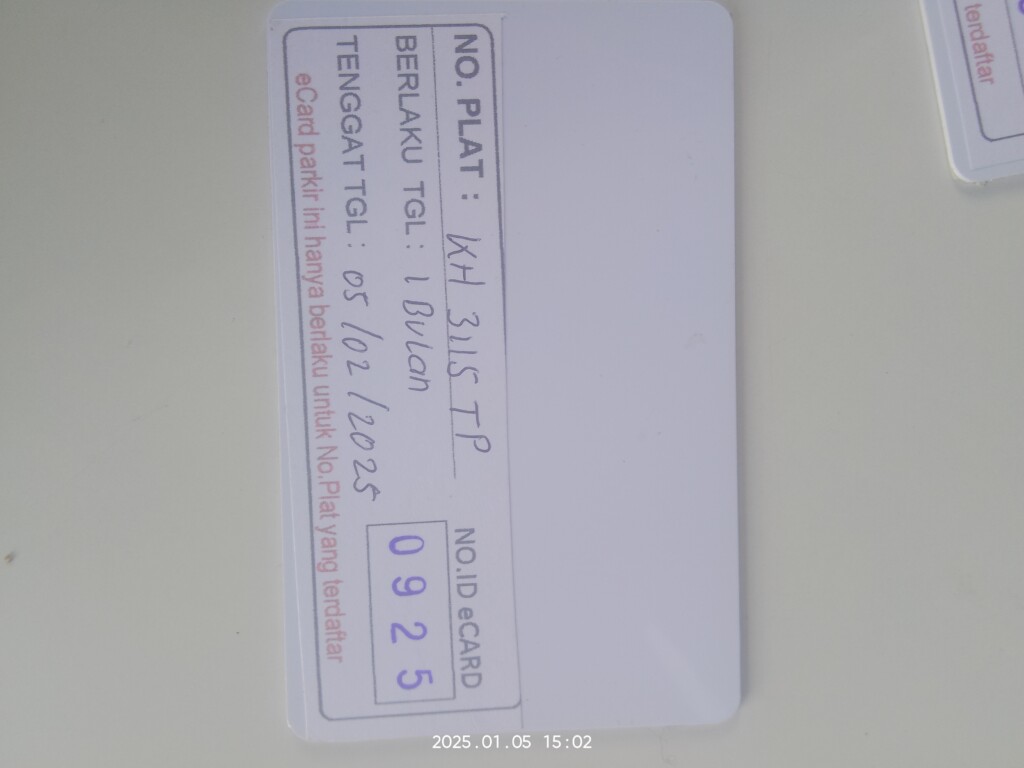 NO. PLAT : KH 3115 TP
NO.ID eCARD
BERLAKU TGL : 1 Bulan
0925
TENGGAT TGL : 05/02/2025
eCard parkir ini hanya berlaku untuk No.Plat yang terdaftar
terdaftar
2025.01.05 15:02